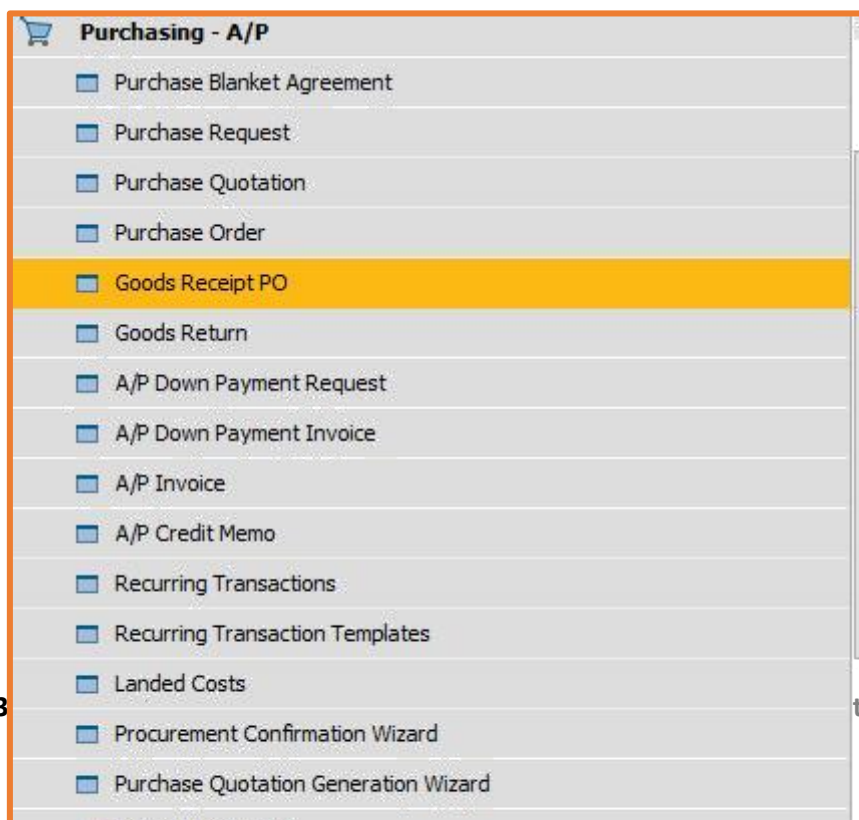 Purchasing - A/P
Purchase Blanket Agreement
Purchase Request
Purchase Quotation
Purchase Order
Goods Receipt PO
Goods Return
A/P Down Payment Request
A/P Down Payment Invoice
A/P Invoice
A/P Credit Memo
Recurring Transactions
Recurring Transaction Templates
Landed Costs
Procurement Confirmation Wizard
Purchase Quotation Generation Wizard